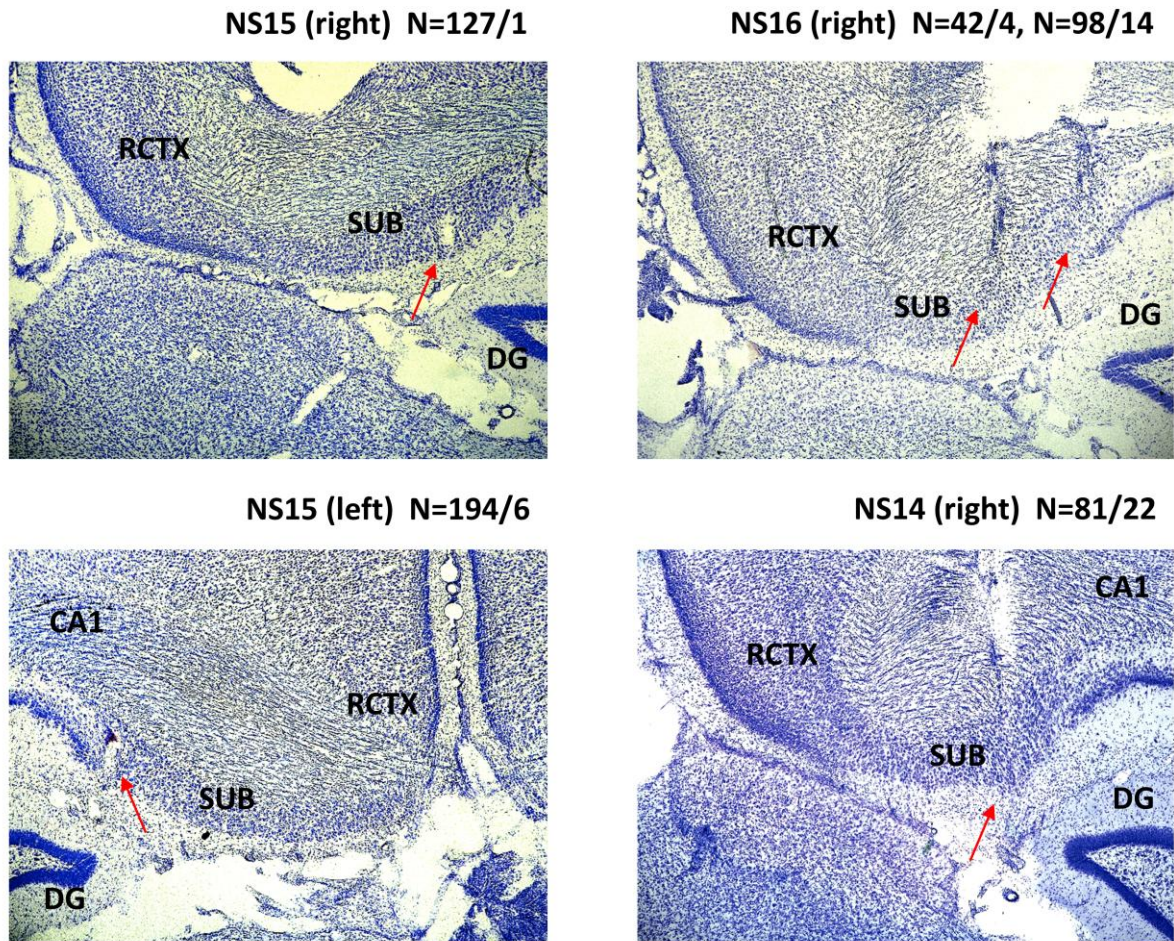 NS15 (right) N=127/1
NS16 (right) N=42/4, N=98/14
RCTX
SUB
DG
RCTX
SUB
DG
NS15 (left) N=194/6
NS14 (right) N=81/22
CA1
RCTX
SUB
DG
CA1
RCTX
SUB
DG